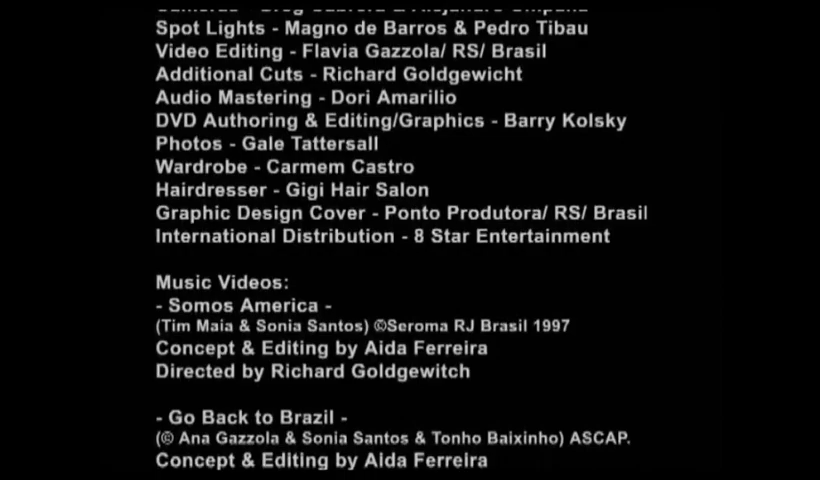 Cameras - Greg Cabrera & Alejandro
Spot Lights - Magno de Barros & Pedro Tibau
Video Editing - Flavia Gazzola/ RS/ Brasil
Additional Cuts - Richard Goldgewicht
Audio Mastering - Dori Amarilio
DVD Authoring & Editing/Graphics - Barry Kolsky
Photos - Gale Tattersall
Wardrobe - Carmem Castro
Hairdresser - Gigi Hair Salon
Graphic Design Cover - Ponto Produtora/ RS/ Brasil
International Distribution - 8 Star Entertainment
Music Videos:
- Somos America -
(Tim Maia & Sonia Santos) ©Seroma RJ Brasil 1997
Concept & Editing by Aida Ferreira
Directed by Richard Goldgewitch
- Go Back to Brazil -
(© Ana Gazzola & Sonia Santos & Tonho Baixinho) ASCAP.
Concept & Editing by Aida Ferreira